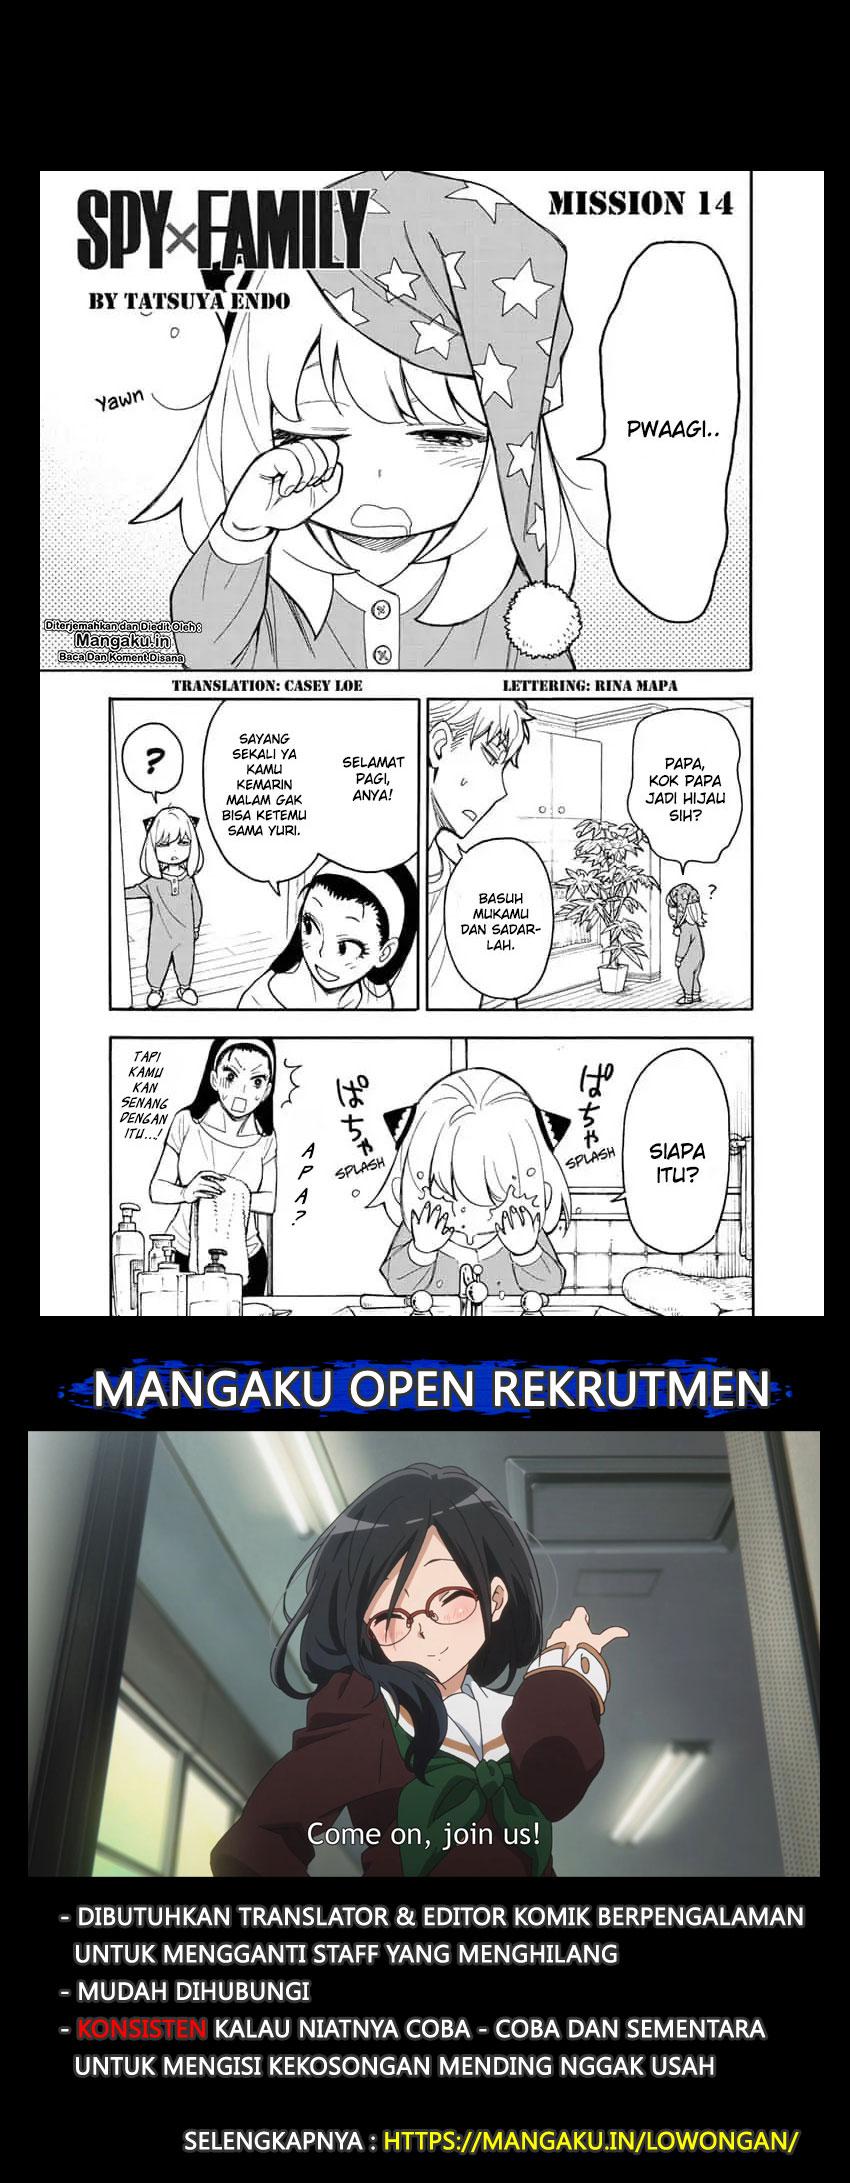 SPY×FAMILY
MISSION 14
BY TATSUYA ENDO
Yawn
PWAAGI..
Diterjemahkan dan Diedit Oleh :
Mangaku.in
Baca Dan Koment Disana
TRANSLATION: CASEY LOE
LETTERING: RINA MAPA
PAPA,
KOK PAPA
JADI HIJAU
SIH?
?
BASUH
MUKAMU
DAN SADAR-
LAH.
SELAMAT
PAGI,
ANYA!
SAYANG
SEKALI YA
KAMU
KEMARIN
MALAM GAK
BISA KETEMU
SAMA YURI.
?
SIAPA
ITU?
ぱちゃ
SPLASH
ぱちゃ
SPLASH
APA?
TAPI
KAMU
KAN
SENANG
DENGAN
ITU...!
MANGAKU OPEN REKRUTMEN
Come on, join us!
- DIBUTUHKAN TRANSLATOR & EDITOR KOMIK BERPENGALAMAN
UNTUK MENGGANTI STAFF YANG MENGHILANG
- MUDAH DIHUBUNGI
- KONSISTEN KALAU NIATNYA COBA - COBA DAN SEMENTARA
UNTUK MENGISI KEKOSONGAN MENDING NGGAK USAH
SELENGKAPNYA : HTTPS://MANGAKU.IN/LOWONGAN/